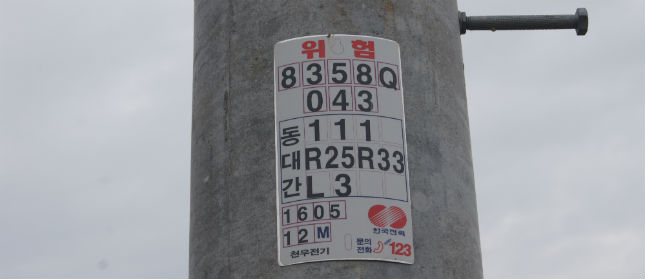 위험
8358Q
043
동111
대R25R33
간L3
1605
한국전력
12M
문의
전화 123
천우전기